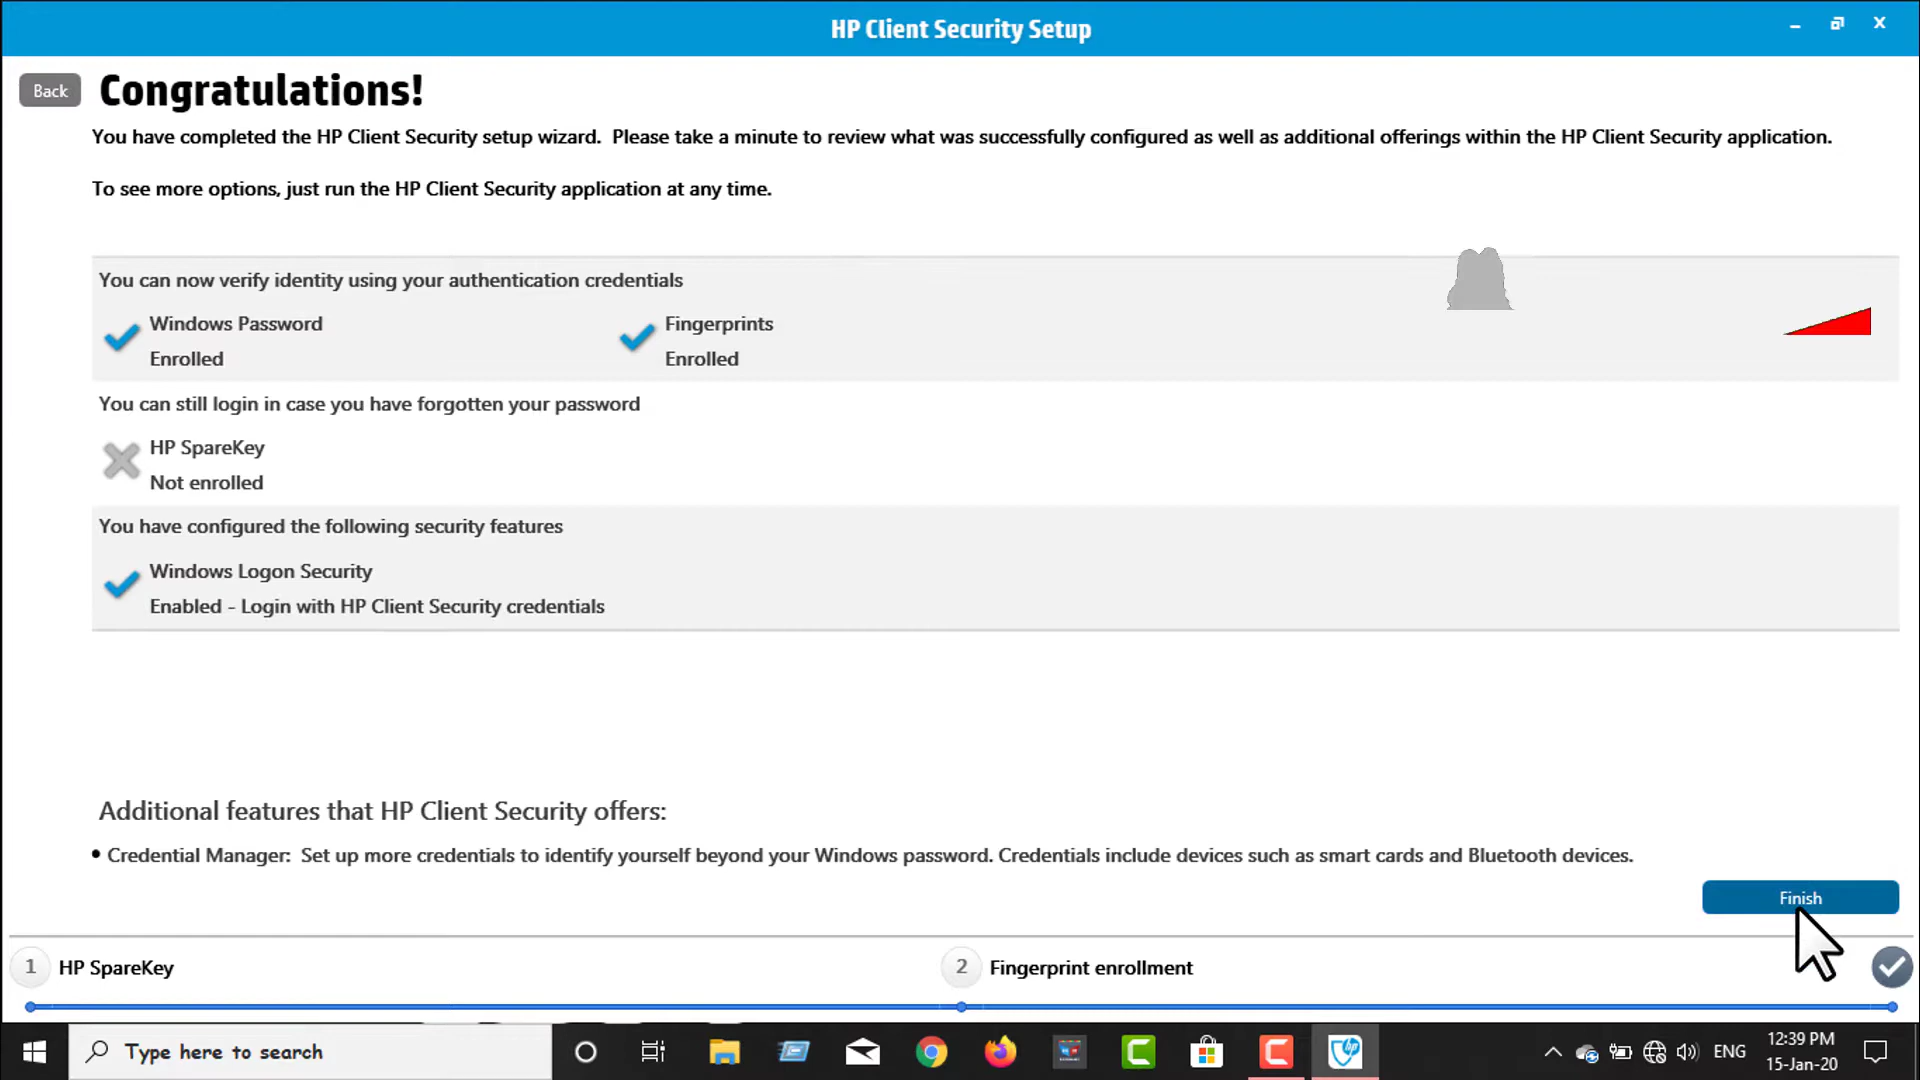 HP Client Security Setup
Back
Congratulations!
You have completed the HP Client Security setup wizard.  Please take a minute to review what was successfully configured as well as additional offerings within the HP Client Security application.
To see more options, just run the HP Client Security application at any time.
You can now verify identity using your authentication credentials
Windows Password
Enrolled
Fingerprints
Enrolled
You can still login in case you have forgotten your password
HP SpareKey
Not enrolled
You have configured the following security features
Windows Logon Security
Enabled - Login with HP Client Security credentials
Additional features that HP Client Security offers:
• Credential Manager:  Set up more credentials to identify yourself beyond your Windows password. Credentials include devices such as smart cards and Bluetooth devices.
Finish
1 HP SpareKey
2 Fingerprint enrollment
Type here to search
hp
ENG
12:39 PM
15-Jan-20